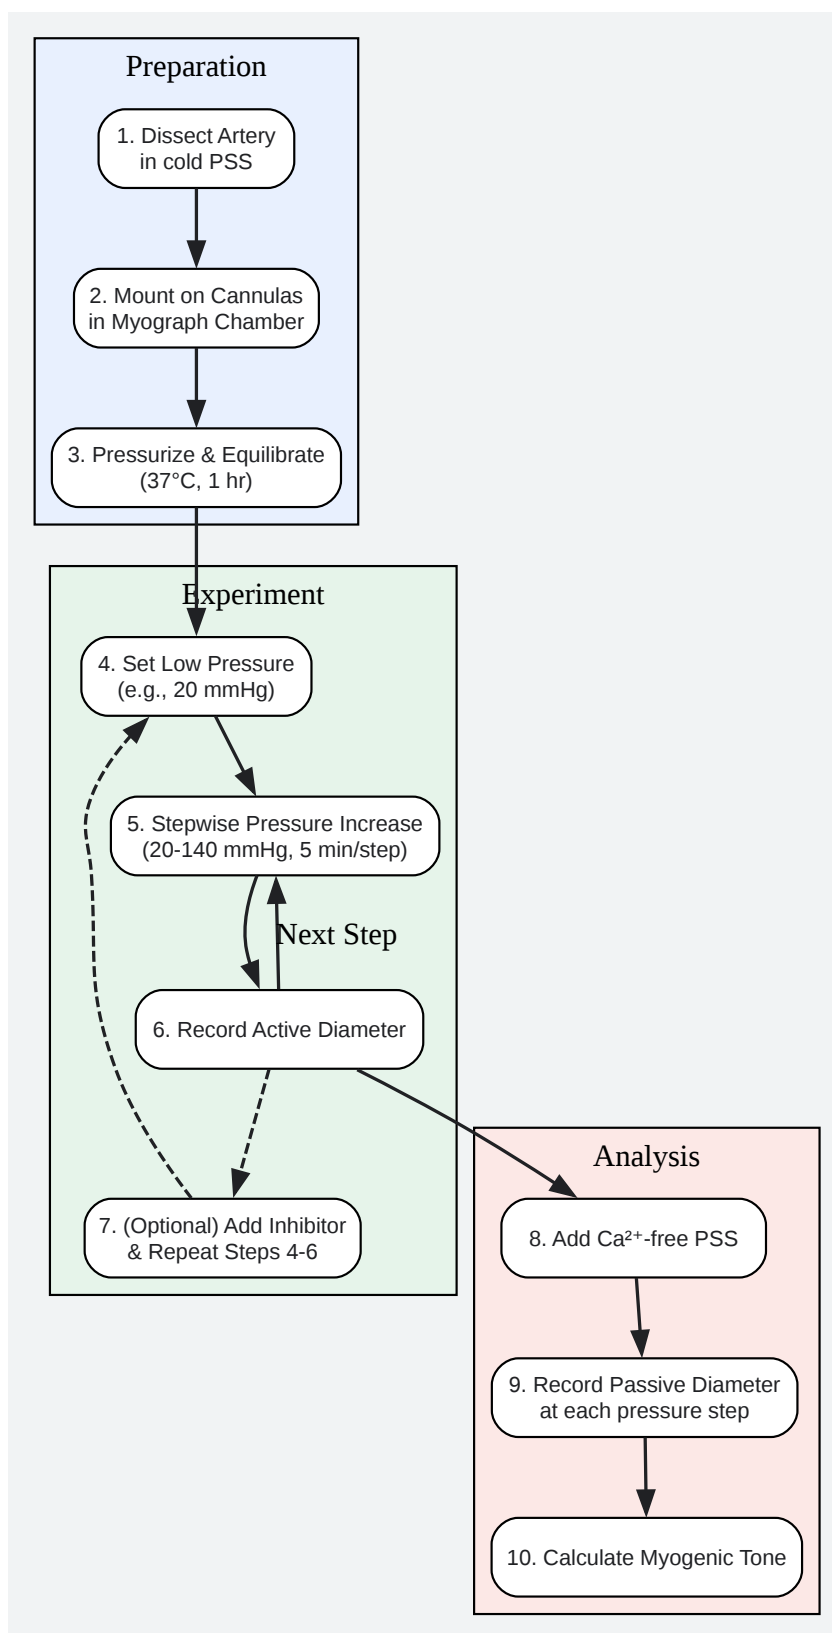 Preparation
1. Dissect Artery
in cold PSS
2. Mount on Cannulas
in Myograph Chamber
3. Pressurize & Equilibrate
(37°C, 1 hr)
Experiment
4. Set Low Pressure
(e.g., 20 mmHg)
5. Stepwise Pressure Increase
(20-140 mmHg, 5 min/step)
Next Step
6. Record Active Diameter
7. (Optional) Add Inhibitor
& Repeat Steps 4-6
Analysis
8. Add Ca²⁺-free PSS
9. Record Passive Diameter
at each pressure step
10. Calculate Myogenic Tone